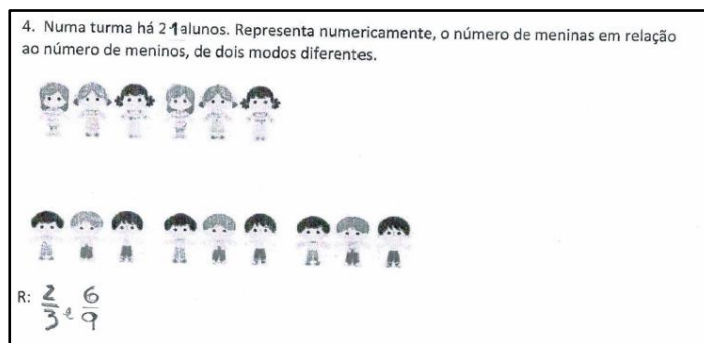 4. Numa turma há 21 alunos. Representa numericamente, o número de meninas em relação
ao número de meninos, de dois modos diferentes.
R: 2/3 e 6/9